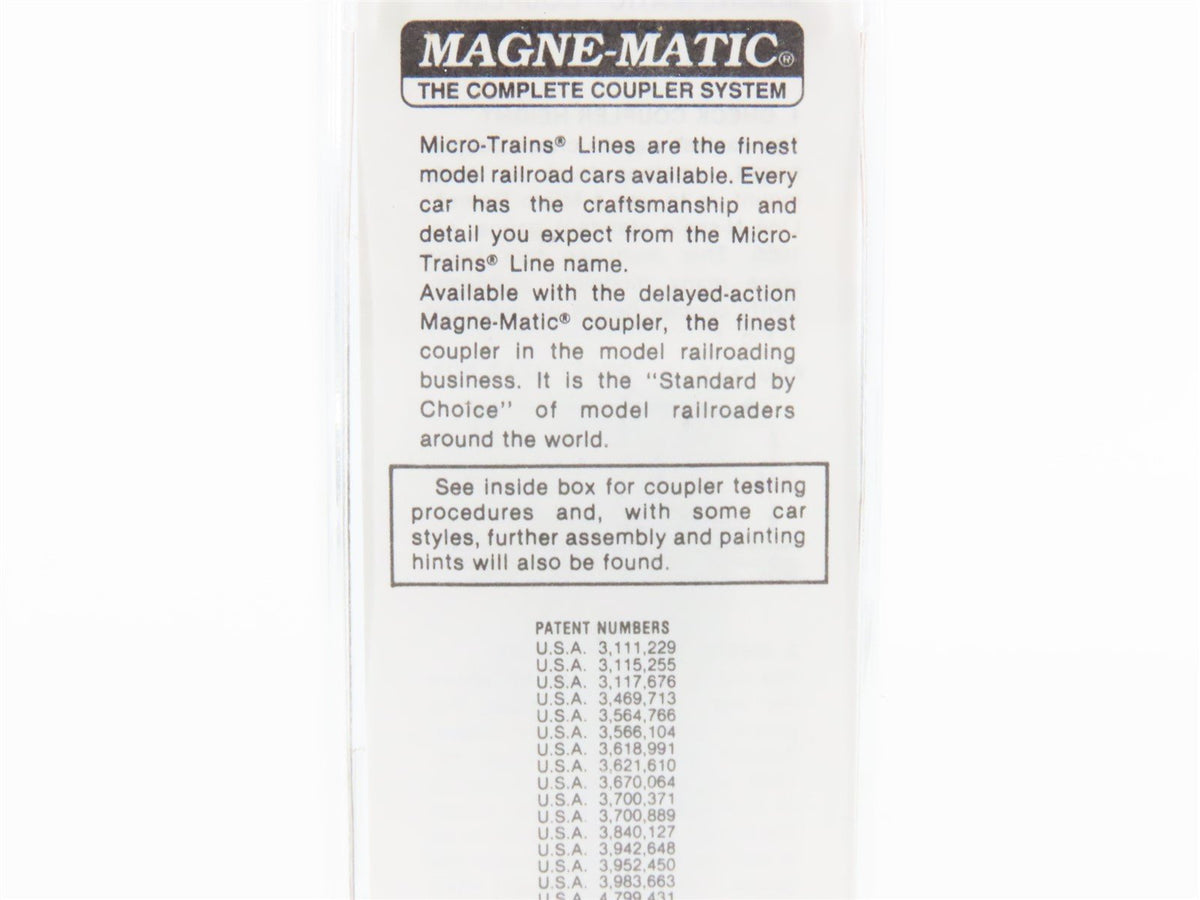 MAGNE-MATIC®
THE COMPLETE COUPLER SYSTEM
Micro-Trains® Lines are the finest
model railroad cars available. Every
car has the craftsmanship and
detail you expect from the Micro-
Trains® Line name.
Available with the delayed-action
Magne-Matic® coupler, the finest
coupler in the model railroading
business. It is the "Standard by
Choice" of model railroaders
around the world.
See inside box for coupler testing
procedures and, with some car
styles, further assembly and painting
hints will also be found.
PATENT NUMBERS
U.S.A. 3,111,229
U.S.A. 3,115,255
U.S.A. 3,117,676
U.S.A. 3,469,713
U.S.A. 3,564,766
U.S.A. 3,566,104
U.S.A. 3,618,991
U.S.A. 3,621,610
U.S.A. 3,670,064
U.S.A. 3,700,371
U.S.A. 3,700,889
U.S.A. 3,840,127
U.S.A. 3,942,648
U.S.A. 3,952,450
U.S.A. 3,983,663
U.S.A. 4,799,431